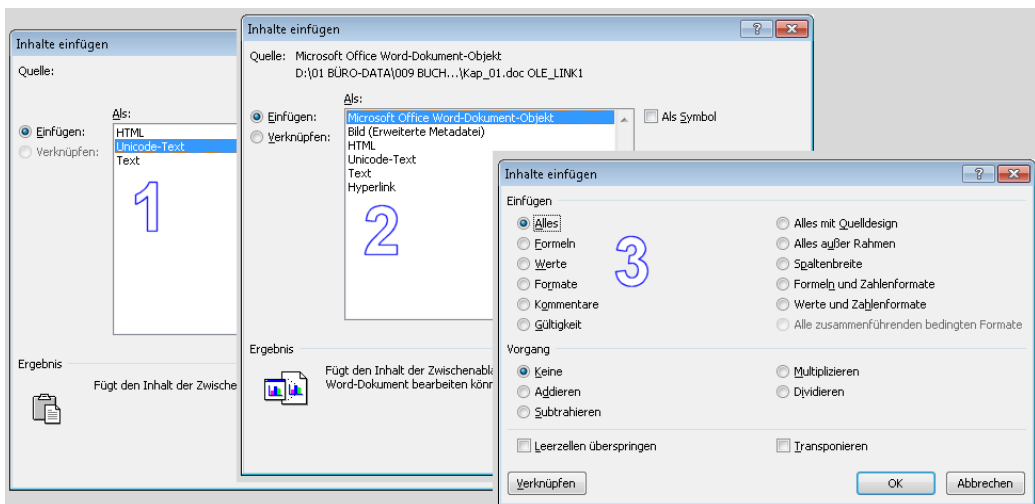 Inhalte einfügen
Quelle:
Als:
Einfügen:
Verknüpfen:
HTML
Unicode-Text
Text
1
Ergebnis
Fügt den Inhalt der Zwische
Inhalte einfügen
Quelle: Microsoft Office Word-Dokument-Objekt
D:\01 BÜRO-DATA\009 BUCH...\Kap_01.doc OLE_LINK1
Als:
Einfügen:
Verknüpfen:
Microsoft Office Word-Dokument-Objekt
Bild (Erweiterte Metadatei)
HTML
Unicode-Text
Text
Hyperlink
Als Symbol
2
Ergebnis
Fügt den Inhalt der Zwischenabla
Word-Dokument bearbeiten könn
Inhalte einfügen
Einfügen
Alles
Formeln
Werte
Formate
Kommentare
Gültigkeit
Alles mit Quelldesign
Alles außer Rahmen
Spaltenbreite
Formeln und Zahlenformate
Werte und Zahlenformate
Alle zusammenführenden bedingten Formate
3
Vorgang
Keine
Addieren
Subtrahieren
Multiplizieren
Dividieren
Leerzellen überspringen
Transponieren
Verknüpfen
OK
Abbrechen